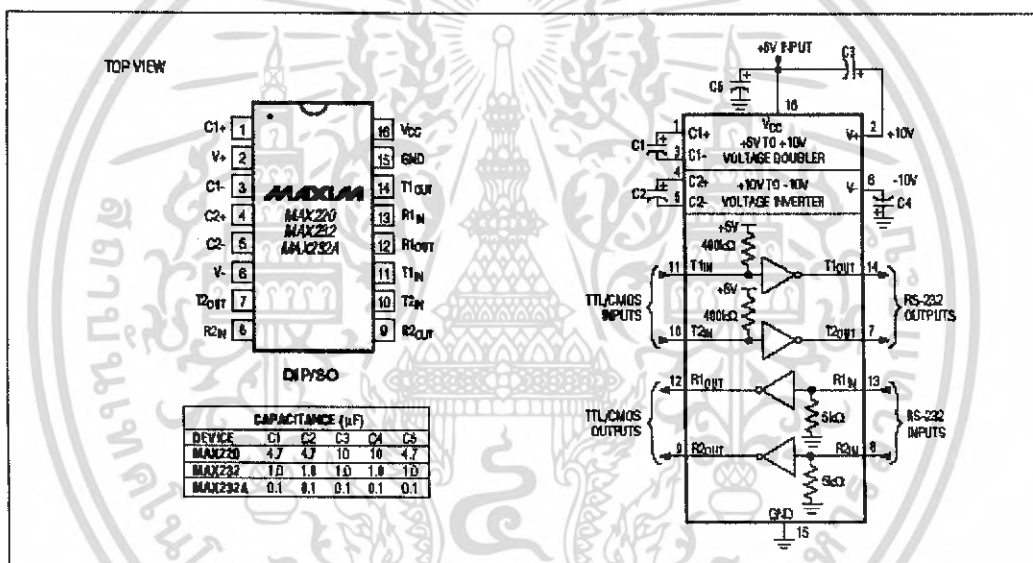 TOP VIEW
C1+ 1
V+ 2
C1- 3
C2+ 4
C2- 5
V- 6
T2OUT 7
R2IN 8
16 VCC
15 GND
14 T1OUT
13 R1IN
12 R1OUT
11 T1IN
10 T2IN
9 R2OUT
MAXIM
MAX220
MAX232
MAX232A
DIP/SO
CAPACITANCE (µF)
DEVICE C1 C2 C3 C4 C5
MAX220 4.7 4.7 10 10 4.7
MAX232 1.0 1.0 1.0 1.0 1.0
MAX232A 0.1 0.1 0.1 0.1 0.1
+5V INPUT
C3
C5
16
VCC
1 C1+
C1
3 C1-
+5V TO +10V
VOLTAGE DOUBLER
V+ 2 +10V
4 C2+
C2
5 C2-
+10V TO -10V
VOLTAGE INVERTER
V- 6 -10V
C4
+5V
400kΩ
11 T1IN T1OUT 14
+5V
400kΩ
TTL/CMOS
INPUTS
RS-232
OUTPUTS
10 T2IN T2OUT 7
12 R1OUT R1IN 13
5kΩ
TTL/CMOS
OUTPUTS
RS-232
INPUTS
9 R2OUT R2IN 8
5kΩ
GND
15